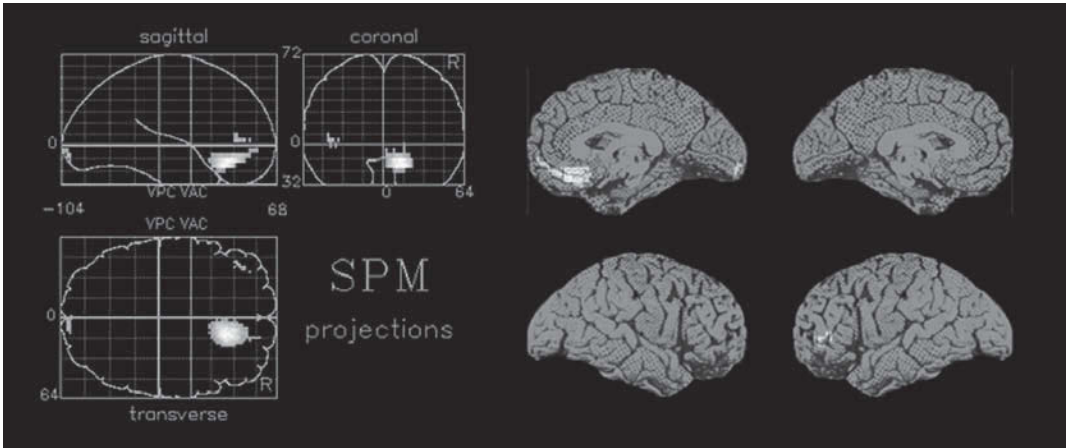 sagittal
coronal
72
R
0
0
32
VPC VAC
-104
68
0
64
VPC VAC
0
R
64
transverse
SPM
projections